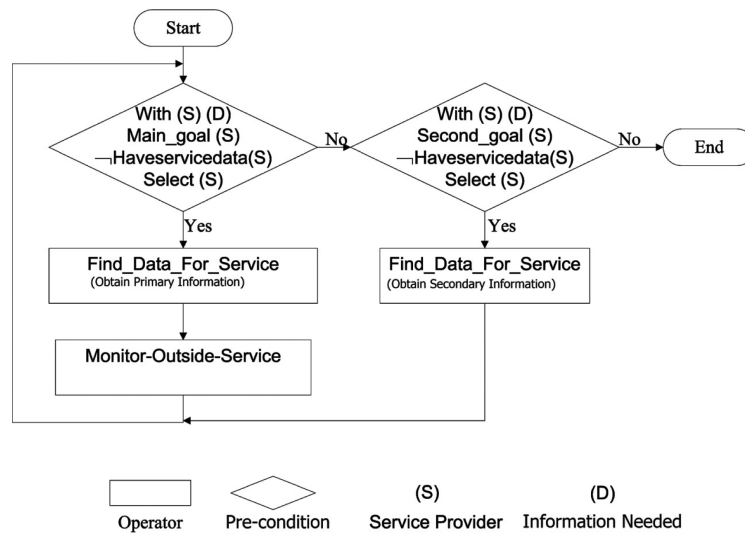 Start
With (S) (D)
Main_goal (S)
¬Haveservicedata(S)
Select (S)
No
With (S) (D)
Second_goal (S)
¬Haveservicedata(S)
Select (S)
No
End
Yes
Yes
Find_Data_For_Service
(Obtain Primary Information)
Find_Data_For_Service
(Obtain Secondary Information)
Monitor-Outside-Service
(S)
(D)
Operator
Pre-condition
Service Provider
Information Needed